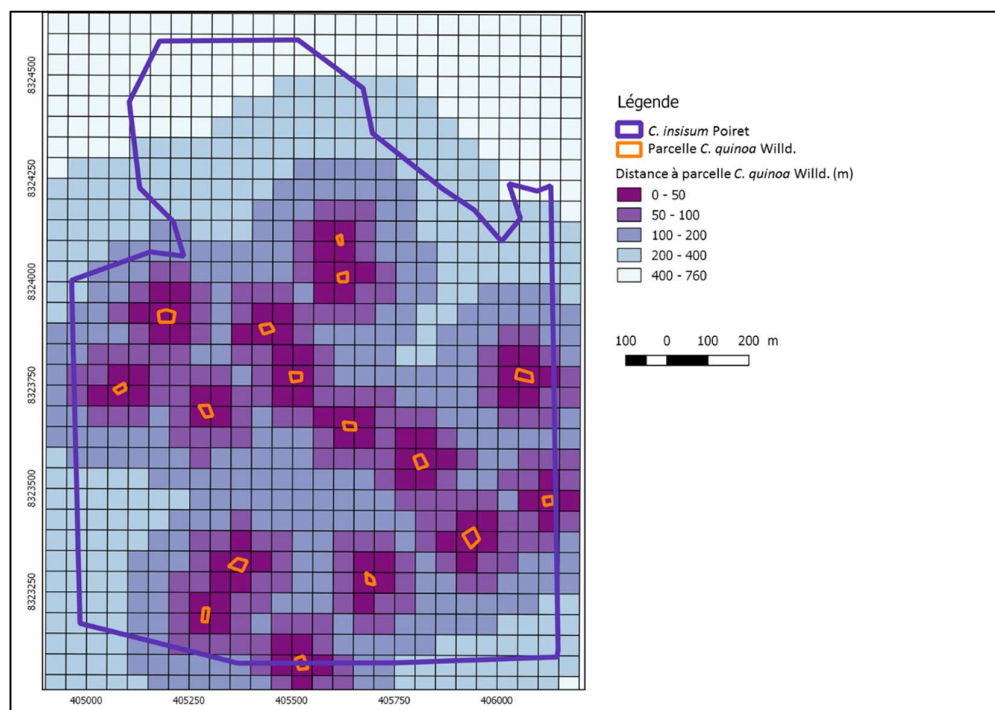 8324500
8324250
8324000
8323750
8323500
8323250
405000
405250
405500
405750
406000
Légende
C. insisum Poiret
Parcelle C. quinoa Willd.
Distance à parcelle C. quinoa Willd. (m)
0 - 50
50 - 100
100 - 200
200 - 400
400 - 760
100 0 100 200 m